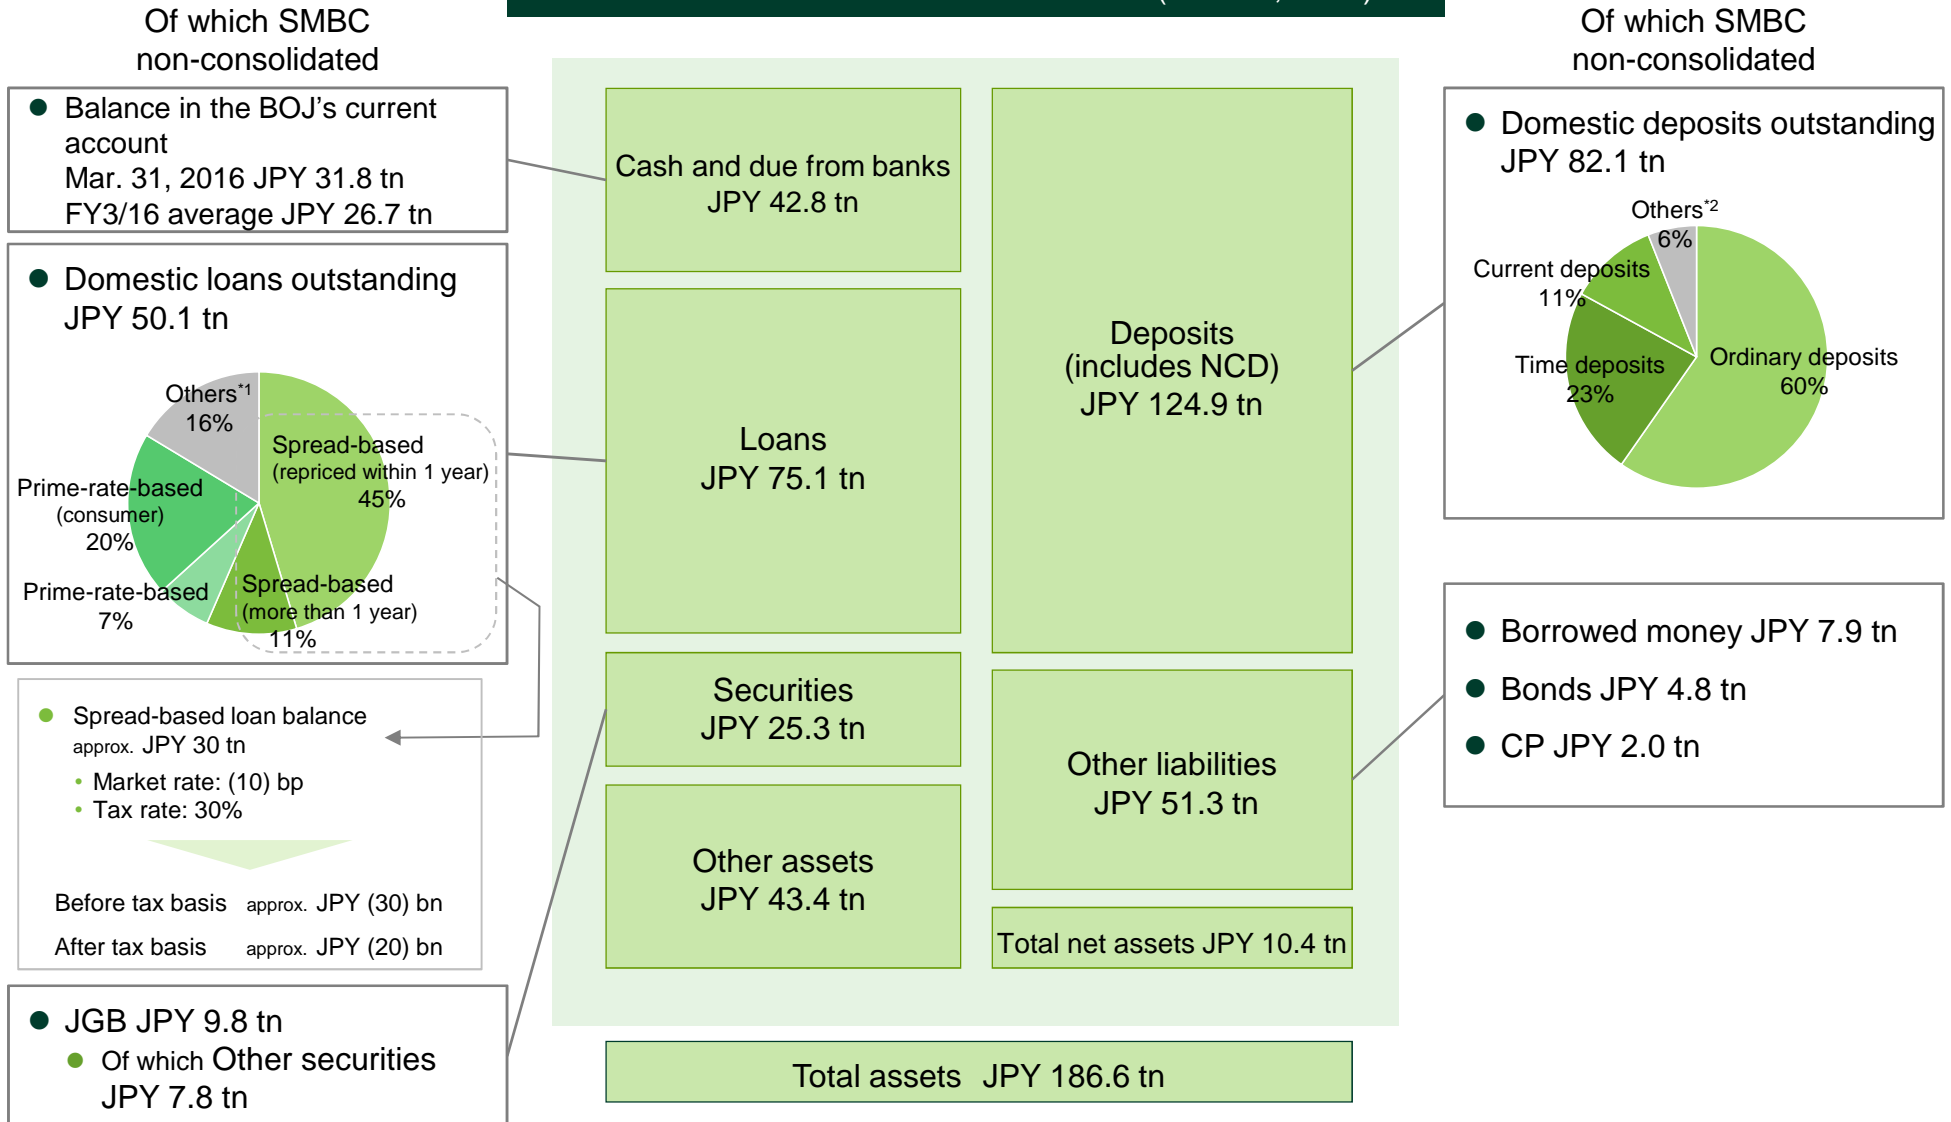 Of which SMBC
non-consolidated
Balance in the BOJ's current
account
Mar. 31, 2016 JPY 31.8 tn
FY3/16 average JPY 26.7 tn
Domestic loans outstanding
JPY 50.1 tn
Others*1
16%
Spread-based
(repriced within 1 year)
45%
Prime-rate-based
(consumer)
20%
Prime-rate-based
7%
Spread-based
(more than 1 year)
11%
Spread-based loan balance
approx. JPY 30 tn
Market rate: (10) bp
Tax rate: 30%
Before tax basis approx. JPY (30) bn
After tax basis approx. JPY (20) bn
JGB JPY 9.8 tn
Of which Other securities
JPY 7.8 tn
Cash and due from banks
JPY 42.8 tn
Loans
JPY 75.1 tn
Securities
JPY 25.3 tn
Other assets
JPY 43.4 tn
Deposits
(includes NCD)
JPY 124.9 tn
Other liabilities
JPY 51.3 tn
Total net assets JPY 10.4 tn
Total assets JPY 186.6 tn
Of which SMBC
non-consolidated
Domestic deposits outstanding
JPY 82.1 tn
Others*2
6%
Current deposits
11%
Time deposits
23%
Ordinary deposits
60%
Borrowed money JPY 7.9 tn
Bonds JPY 4.8 tn
CP JPY 2.0 tn